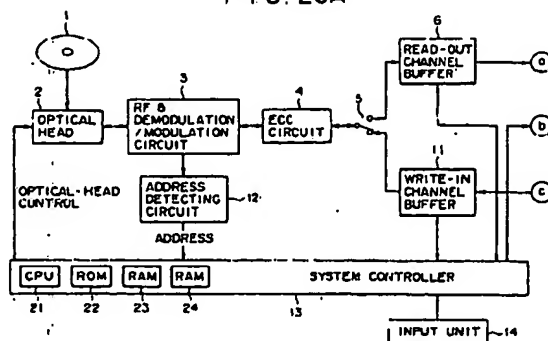 1
2
OPTICAL
HEAD
3
RF &
DEMODULATION
/MODULATION
CIRCUIT
4
ECC
CIRCUIT
5
6
READ-OUT
CHANNEL
BUFFER
a
b
11
WRITE-IN
CHANNEL
BUFFER
c
OPTICAL-HEAD
CONTROL
ADDRESS
DETECTING
CIRCUIT
12
ADDRESS
CPU
ROM
RAM
RAM
SYSTEM CONTROLLER
21
22
23
24
13
INPUT UNIT
14